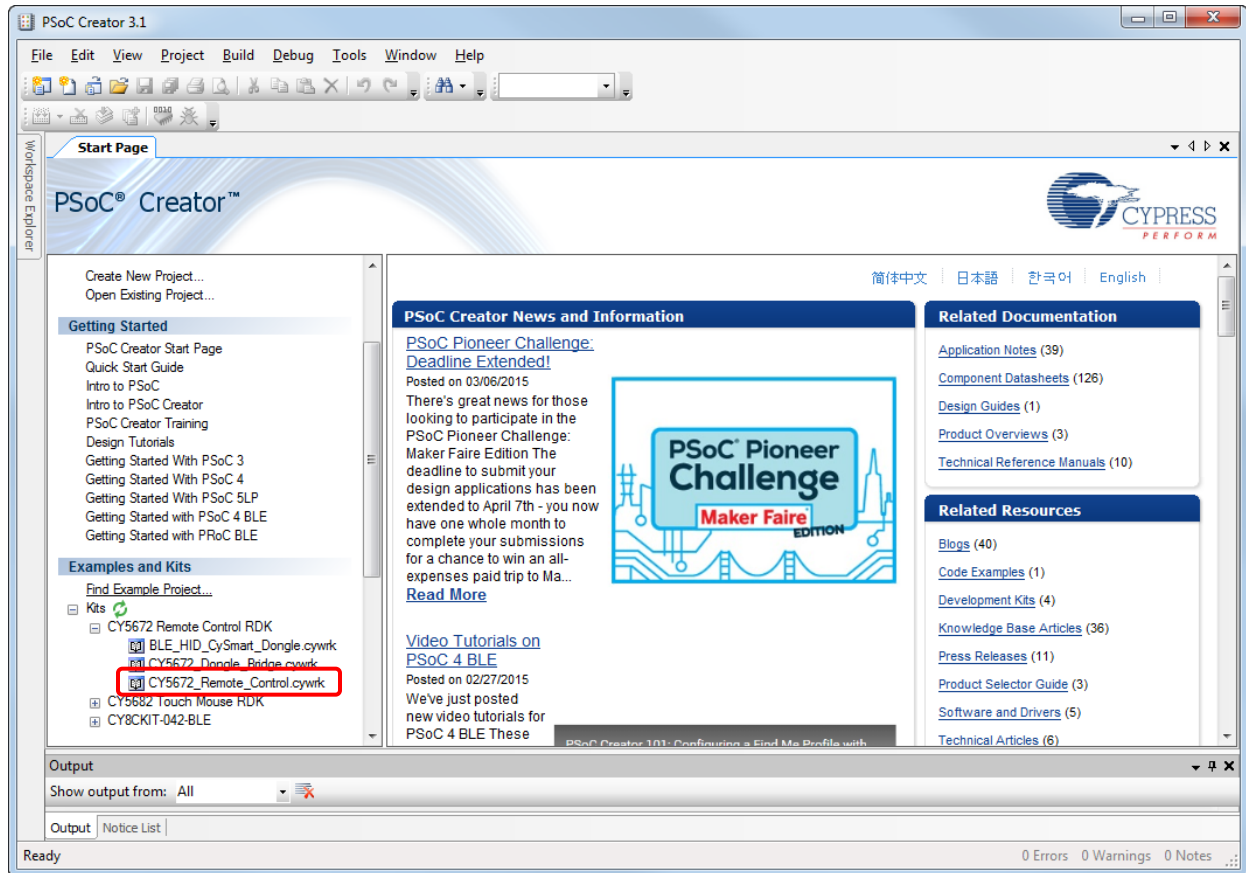 PSoC Creator 3.1
File Edit View Project Build Debug Tools Window Help
Workspace Explorer
Start Page
PSoC® Creator™
CYPRESS
PERFORM
Create New Project...
Open Existing Project...
Getting Started
PSoC Creator Start Page
Quick Start Guide
Intro to PSoC
Intro to PSoC Creator
PSoC Creator Training
Design Tutorials
Getting Started With PSoC 3
Getting Started With PSoC 4
Getting Started With PSoC 5LP
Getting Started with PSoC 4 BLE
Getting Started with PRoC BLE
Examples and Kits
Find Example Project...
Kits
CY5672 Remote Control RDK
BLE_HID_CySmart_Dongle.cywrk
CY5672_Dongle_Bridge.cywrk
CY5672_Remote_Control.cywrk
CY5682 Touch Mouse RDK
CY8CKIT-042-BLE
简体中文 日本語 한국어 English
PSoC Creator News and Information
PSoC Pioneer Challenge:
Deadline Extended!
Posted on 03/06/2015
There's great news for those
looking to participate in the
PSoC Pioneer Challenge:
Maker Faire Edition The
deadline to submit your
design applications has been
extended to April 7th - you now
have one whole month to
complete your submissions
for a chance to win an all-
expenses paid trip to Ma...
Read More
PSoC® Pioneer
Challenge
Maker Faire
EDITION
Video Tutorials on
PSoC 4 BLE
Posted on 02/27/2015
We've just posted
new video tutorials for
PSoC 4 BLE These
PSoC Creator 101: Configuring a Find Me Profile with
Related Documentation
Application Notes (39)
Component Datasheets (126)
Design Guides (1)
Product Overviews (3)
Technical Reference Manuals (10)
Related Resources
Blogs (40)
Code Examples (1)
Development Kits (4)
Knowledge Base Articles (36)
Press Releases (11)
Product Selector Guide (3)
Software and Drivers (5)
Technical Articles (6)
Output
Show output from: All
Output Notice List
Ready
0 Errors 0 Warnings 0 Notes